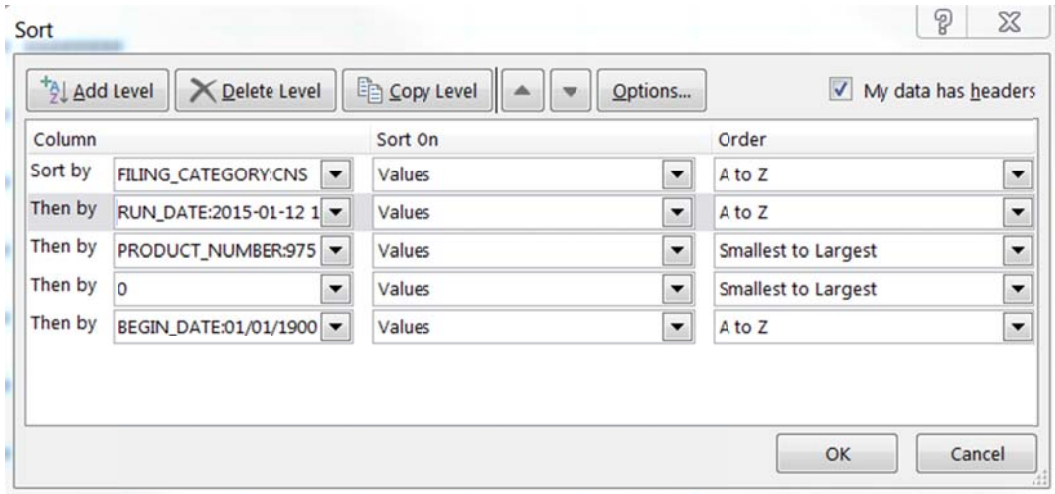 Sort
Add Level Delete Level Copy Level Options... My data has headers
Column Sort On Order
Sort by FILING_CATEGORY:CNS Values A to Z
Then by RUN_DATE:2015-01-12 1 Values A to Z
Then by PRODUCT_NUMBER:975 Values Smallest to Largest
Then by 0 Values Smallest to Largest
Then by BEGIN_DATE:01/01/1900 Values A to Z
OK Cancel